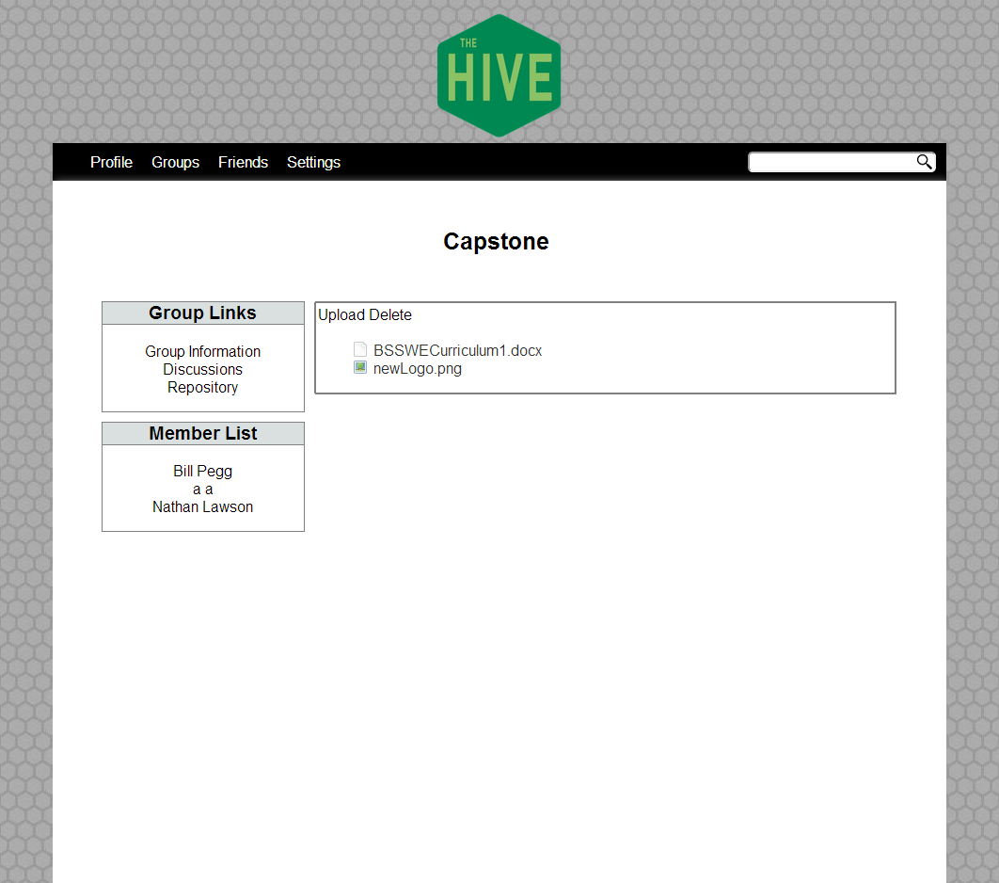 THE
HIVE
Profile Groups Friends Settings
Capstone
Group Links
Group Information
Discussions
Repository
Member List
Bill Pegg
a a
Nathan Lawson
Upload Delete
BSSWECurriculum1.docx
newLogo.png